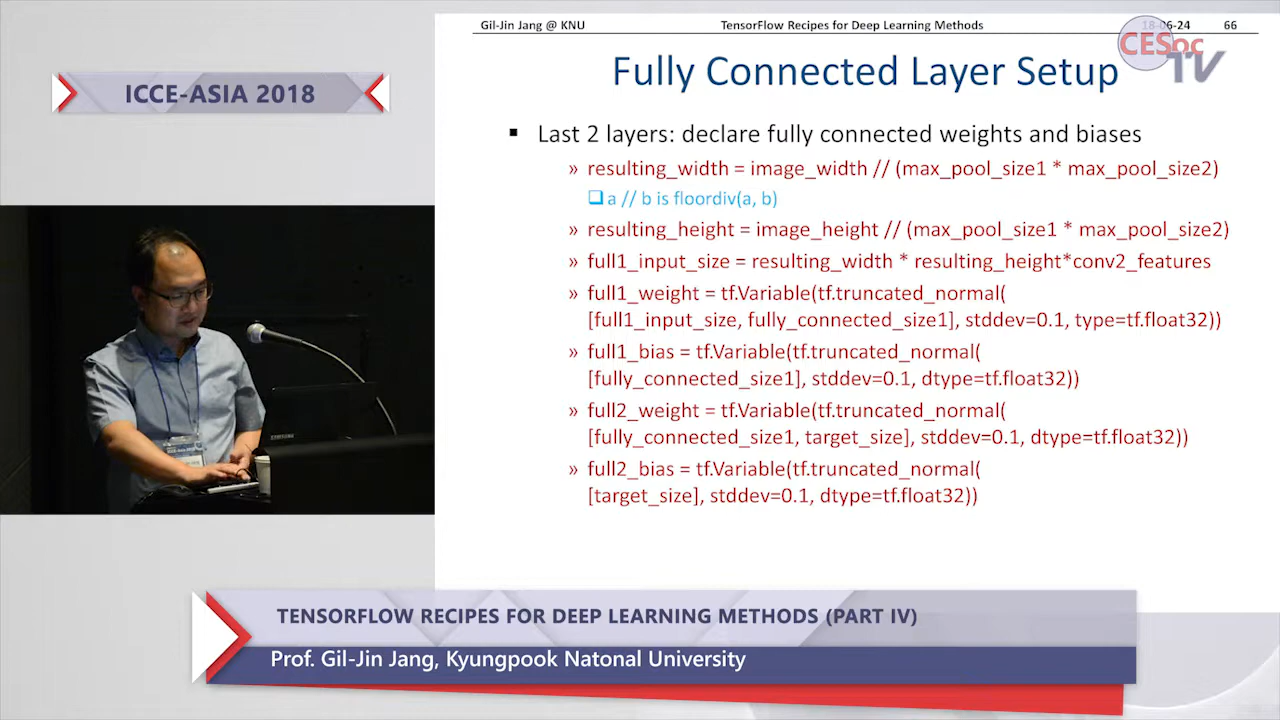 Gil-Jin Jang @ KNU
TensorFlow Recipes for Deep Learning Methods
18-06-24
66
CESoc
TV
ICCE-ASIA 2018
Fully Connected Layer Setup
▪ Last 2 layers: declare fully connected weights and biases
» resulting_width = image_width // (max_pool_size1 * max_pool_size2)
❑ a // b is floordiv(a, b)
» resulting_height = image_height // (max_pool_size1 * max_pool_size2)
» full1_input_size = resulting_width * resulting_height*conv2_features
» full1_weight = tf.Variable(tf.truncated_normal(
[full1_input_size, fully_connected_size1], stddev=0.1, type=tf.float32))
» full1_bias = tf.Variable(tf.truncated_normal(
[fully_connected_size1], stddev=0.1, dtype=tf.float32))
» full2_weight = tf.Variable(tf.truncated_normal(
[fully_connected_size1, target_size], stddev=0.1, dtype=tf.float32))
» full2_bias = tf.Variable(tf.truncated_normal(
[target_size], stddev=0.1, dtype=tf.float32))
SAMSUNG
TENSORFLOW RECIPES FOR DEEP LEARNING METHODS (PART IV)
Prof. Gil-Jin Jang, Kyungpook Natonal University